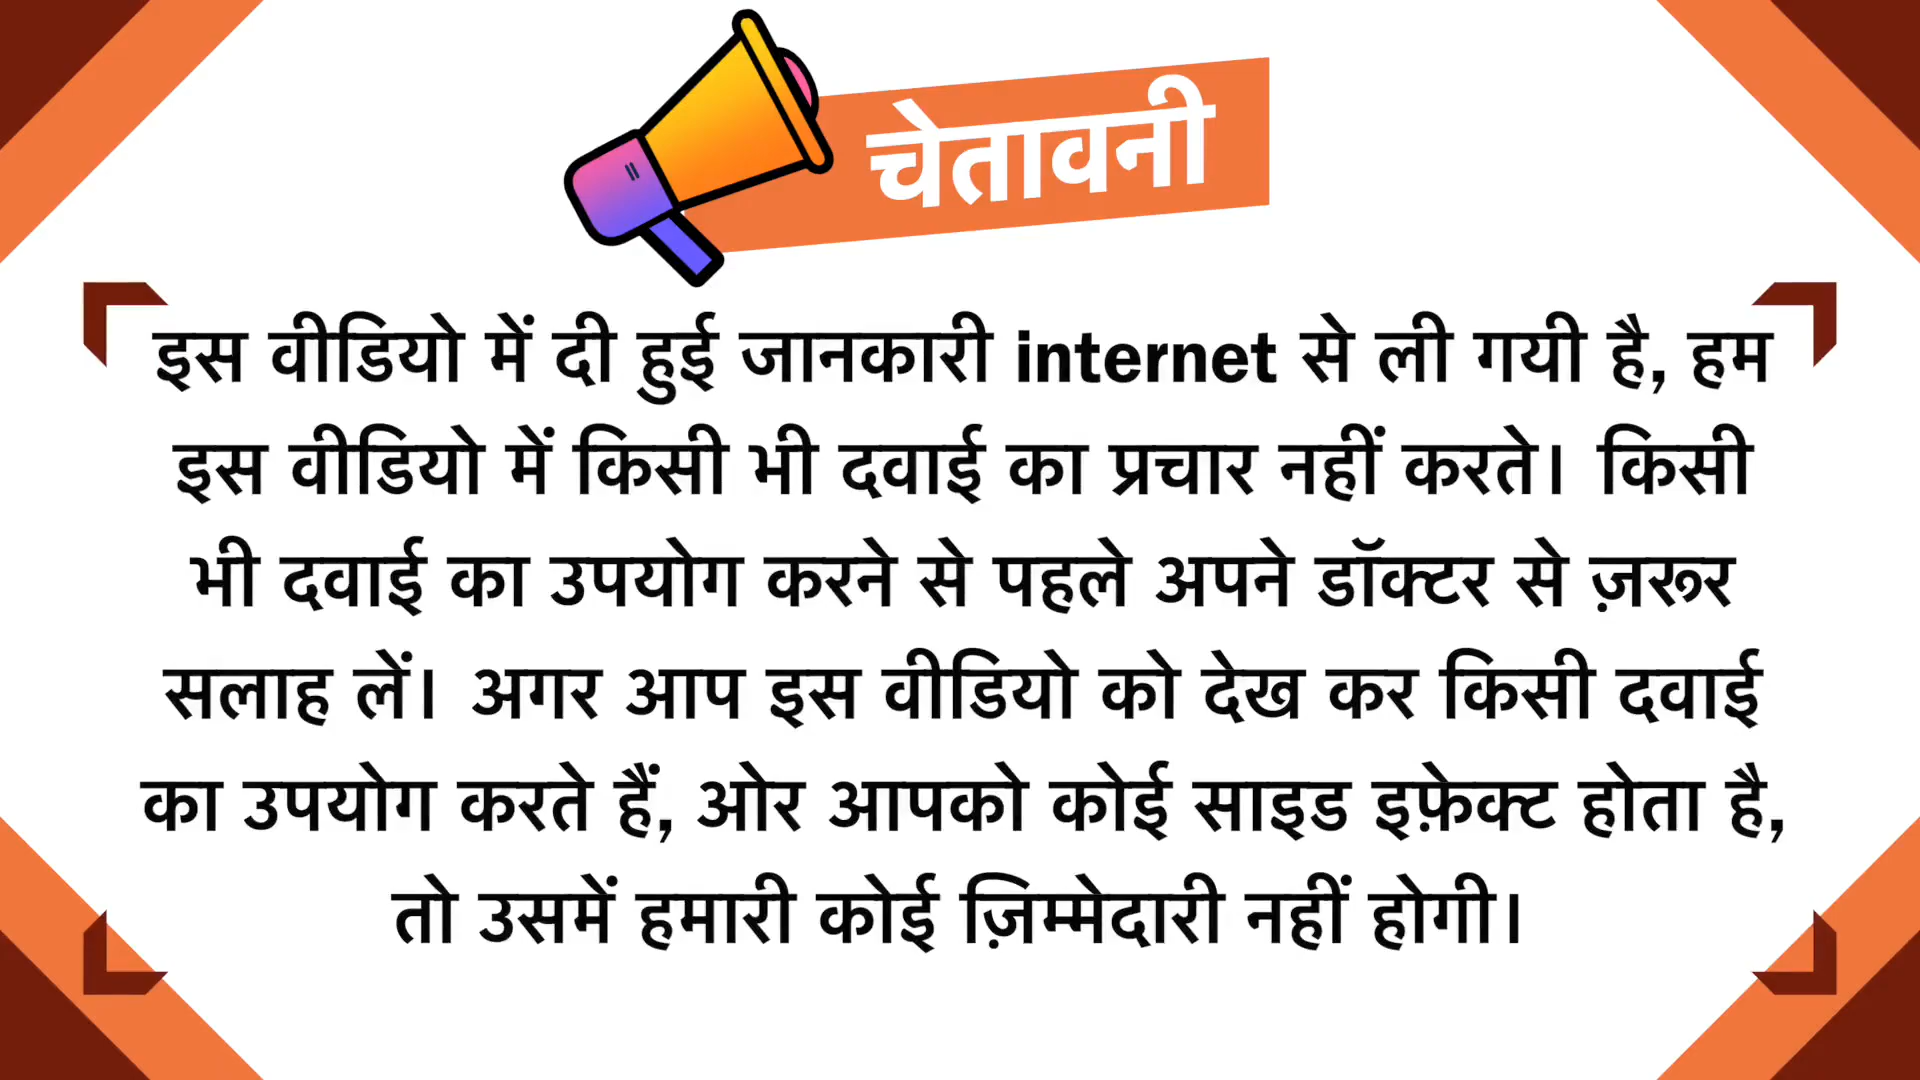 चेतावनी
इस वीडियो में दी हुई जानकारी internet से ली गयी है, हम
इस वीडियो में किसी भी दवाई का प्रचार नहीं करते। किसी
भी दवाई का उपयोग करने से पहले अपने डॉक्टर से ज़रूर
सलाह लें। अगर आप इस वीडियो को देख कर किसी दवाई
का उपयोग करते हैं, ओर आपको कोई साइड इफ़ेक्ट होता है,
तो उसमें हमारी कोई ज़िम्मेदारी नहीं होगी।